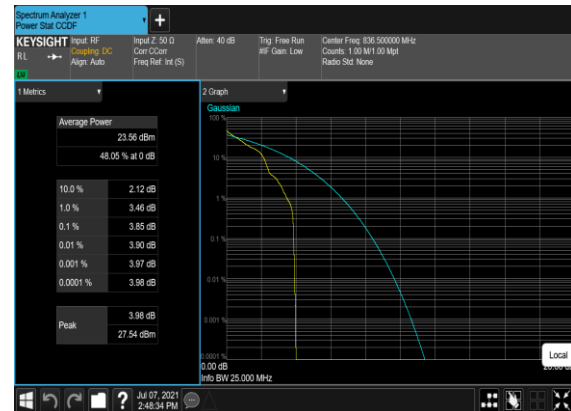 Spectrum Analyzer 1
Power Stat CCDF
+
KEYSIGHT
RL
LXI
Input: RF
Coupling: DC
Align: Auto
Input Z: 50 Ω
Corr CCorr
Freq Ref: Int (S)
Atten: 40 dB
Trig: Free Run
#IF Gain: Low
Center Freq: 836.500000 MHz
Counts: 1.00 M/1.00 Mpt
Radio Std: None
1 Metrics
Average Power
23.56 dBm
48.05 % at 0 dB
10.0 % 2.12 dB
1.0 % 3.46 dB
0.1 % 3.85 dB
0.01 % 3.90 dB
0.001 % 3.97 dB
0.0001 % 3.98 dB
Peak
3.98 dB
27.54 dBm
2 Graph
Gaussian
100 %
10 %
1 %
0.1 %
0.01 %
0.001 %
0.0001 %
0.00 dB
Info BW 25.000 MHz
Local
?
Jul 07, 2021
2:48:34 PM